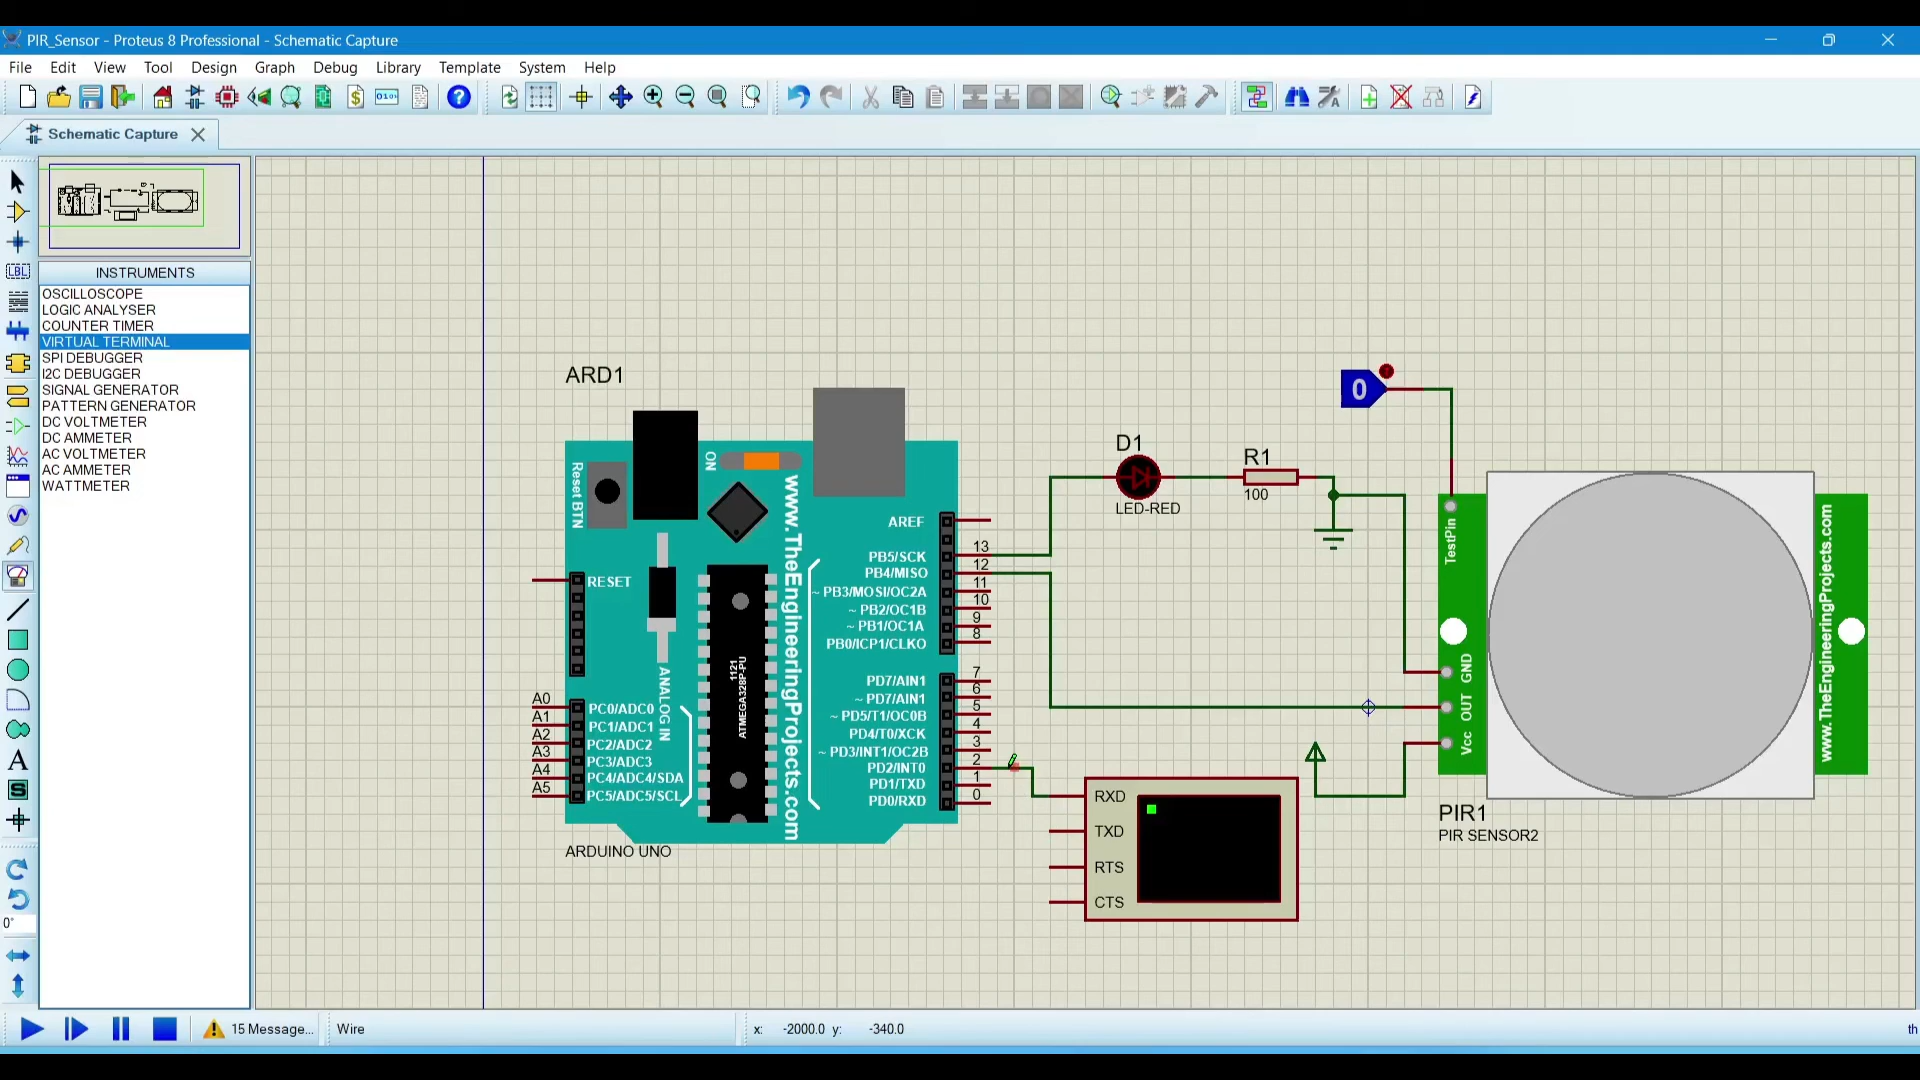 PIR_Sensor - Proteus 8 Professional - Schematic Capture
File Edit View Tool Design Graph Debug Library Template System Help
Schematic Capture
INSTRUMENTS
OSCILLOSCOPE
LOGIC ANALYSER
COUNTER TIMER
VIRTUAL TERMINAL
SPI DEBUGGER
I2C DEBUGGER
SIGNAL GENERATOR
PATTERN GENERATOR
DC VOLTMETER
DC AMMETER
AC VOLTMETER
AC AMMETER
WATTMETER
LBL
A
S
0°
ARD1
Reset BTN
ON
www.TheEngineeringProjects.com
RESET
ANALOG IN
1121
ATMEGA328P-PU
A0 PC0/ADC0
A1 PC1/ADC1
A2 PC2/ADC2
A3 PC3/ADC3
A4 PC4/ADC4/SDA
A5 PC5/ADC5/SCL
AREF
PB5/SCK 13
PB4/MISO 12
~ PB3/MOSI/OC2A 11
~ PB2/OC1B 10
~ PB1/OC1A 9
PB0/ICP1/CLKO 8
PD7/AIN1 7
~ PD7/AIN1 6
~ PD5/T1/OC0B 5
PD4/T0/XCK 4
~ PD3/INT1/OC2B 3
PD2/INT0 2
PD1/TXD 1
PD0/RXD 0
ARDUINO UNO
D1
LED-RED
R1
100
0
RXD
TXD
RTS
CTS
TestPin
GND
OUT
Vcc
www.TheEngineeringProjects.com
PIR1
PIR SENSOR2
15 Message...
Wire
x: -2000.0 y: -340.0
th